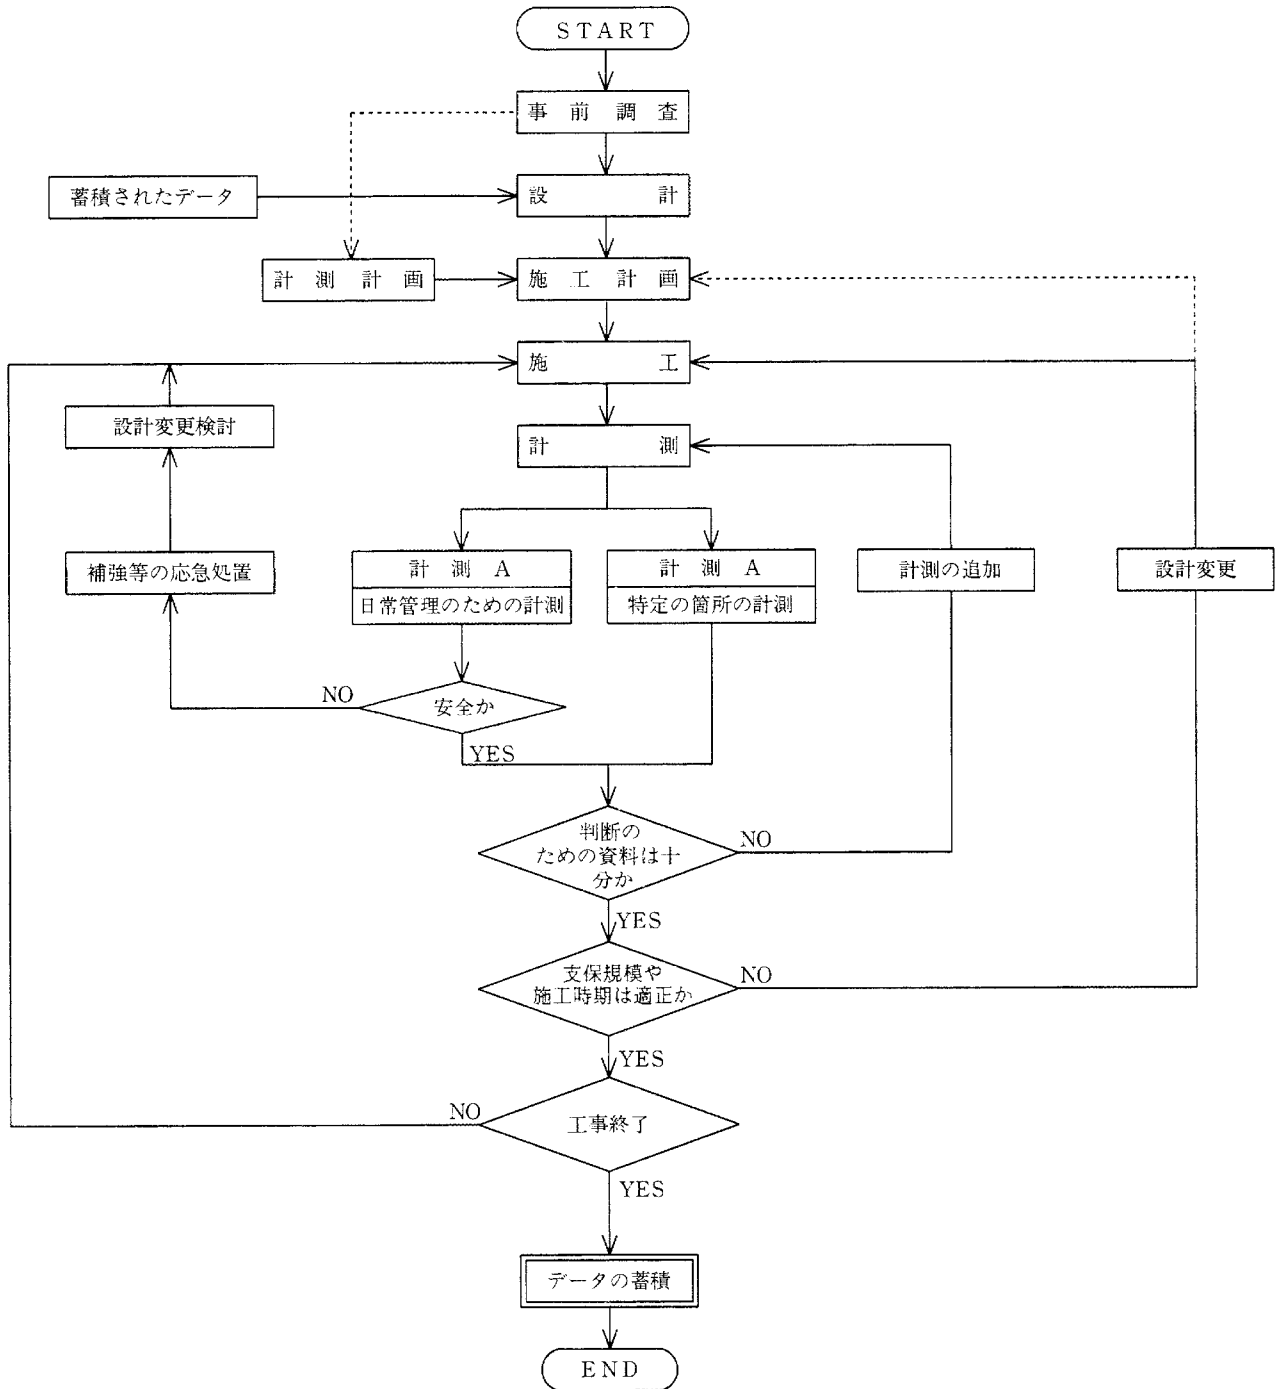 START
事前調査
蓄積されたデータ
設計
計測計画
施工計画
施工
設計変更検討
計測
補強等の応急処置
計測A
日常管理のための計測
計測A
特定の箇所の計測
計測の追加
設計変更
NO
安全か
YES
判断の
ための資料は十
分か
NO
YES
支保規模や
施工時期は適正か
NO
YES
NO
工事終了
YES
データの蓄積
END